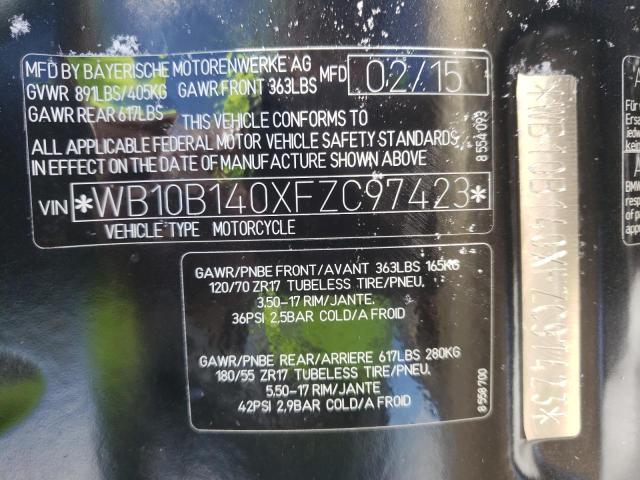 MFD BY BAYERISCHE MOTORENWERKE AG
GVWR 891LBS/405KG GAWR FRONT 363LBS
MFD 02/15
GAWR REAR 617LBS
THIS VEHICLE CONFORMS TO
ALL APPLICABLE FEDERAL MOTOR VEHICLE SAFETY STANDARDS,
IN EFFECT ON THE DATE OF MANUFACTURE SHOWN ABOVE
8 554 093
VIN *WB10B140XFZC97423*
VEHICLE TYPE MOTORCYCLE
GAWR/PNBE FRONT/AVANT 363LBS 165KG
120/70 ZR17 TUBELESS TIRE/PNEU.
3.50-17 RIM/JANTE.
36PSI 2,5BAR COLD/A FROID
GAWR/PNBE REAR/ARRIERE 617LBS 280KG
180/55 ZR17 TUBELESS TIRE/PNEU.
5.50-17 RIM/JANTE
42PSI 2,9BAR COLD/A FROID
8 558 700
*WB10B140XFZC97423*